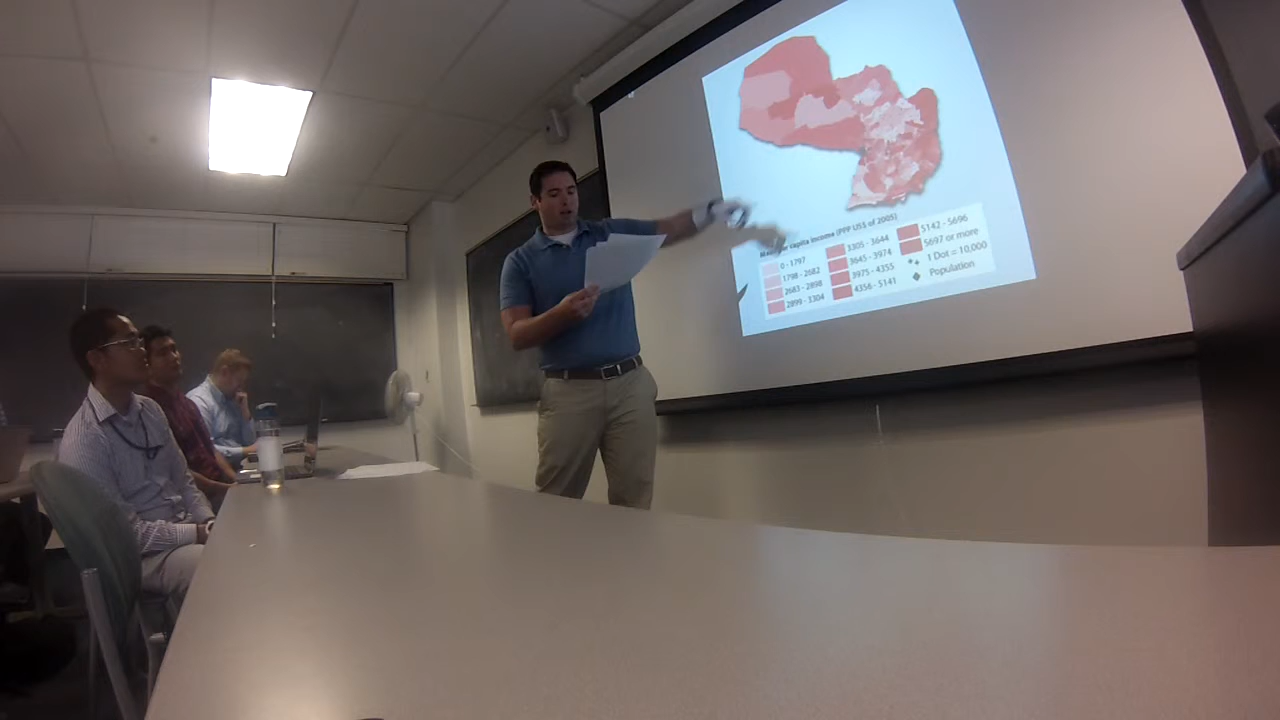 capita income (PPP US$ of 2005)
0 - 1797
1798 - 2682
2683 - 2898
2899 - 3304
3305 - 3644
3645 - 3974
3975 - 4355
4356 - 5141
5142 - 5696
5697 or more
1 Dot = 10,000
Population